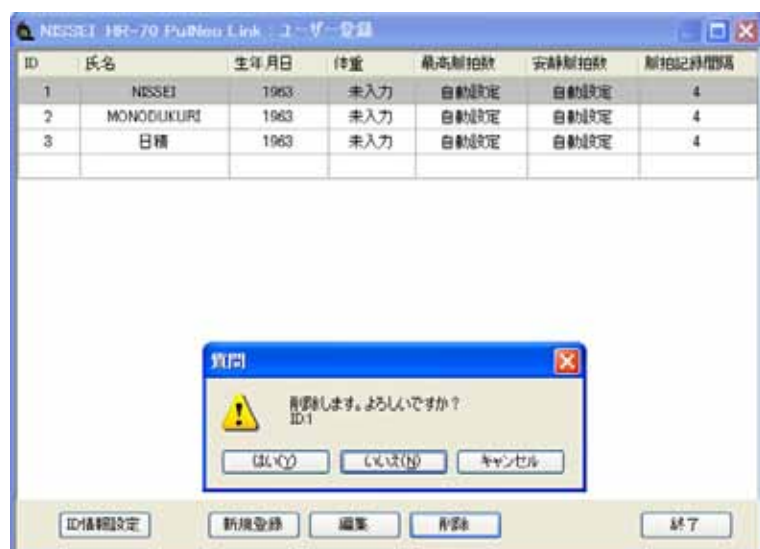 NISSEI HR-70 PulNeo Link : ユーザー登録
ID 氏名 生年月日 体重 最高脈拍数 安静脈拍数 脈拍記録間隔
1 NISSEI 1963 未入力 自動設定 自動設定 4
2 MONODUKURI 1963 未入力 自動設定 自動設定 4
3 日精 1963 未入力 自動設定 自動設定 4
質問
削除します。よろしいですか？
ID:1
はい(Y) いいえ(N) キャンセル
ID情報設定 新規登録 編集 削除 終了